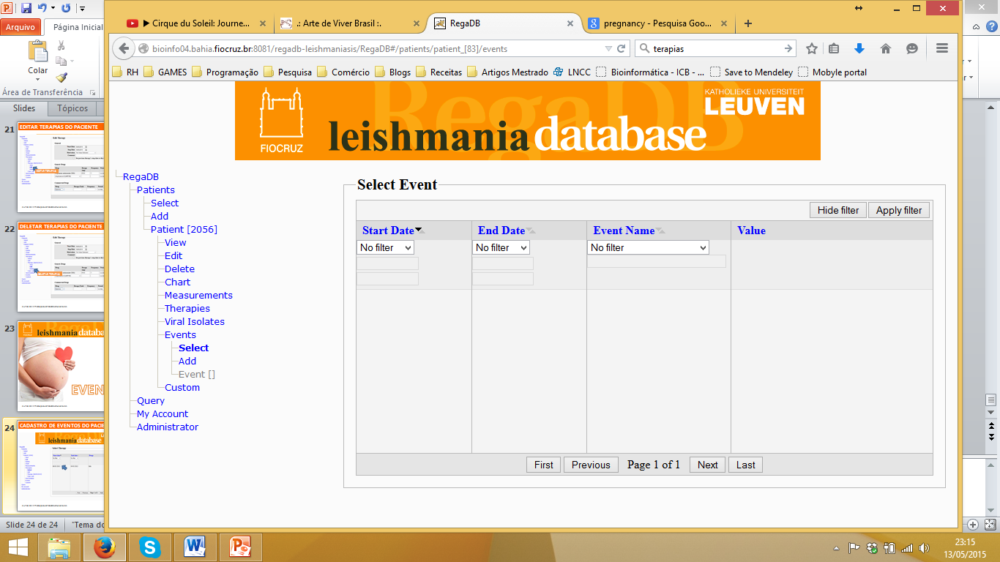 Arquivo
Página Inicial
Colar
Área de Transferência
Slides Tópicos
21
EDITAR TERAPIAS DO PACIENTE
22
DELETAR TERAPIAS DO PACIENTE
23
leishmania datab
EVEN
24
CADASTRO DE EVENTOS DO PACIE
leishmania database
Slide 24 de 24 "Tema do
▶ Cirque du Soleil: Journe... ×
.: Arte de Viver Brasil :. ×
RegaDB ×
pregnancy - Pesquisa Goo... ×
bioinfo04.bahia.fiocruz.br:8081/regadb-leishmaniasis/RegaDB#/patients/patient_[83]/events
terapias
RH GAMES Programação Pesquisa Comércio Blogs Receitas Artigos Mestrado LNCC Bioinformática - ICB - ... Save to Mendeley Mobyle portal
RegaDB
FIOCRUZ
leishmania database
KATHOLIEKE UNIVERSITEIT
LEUVEN
RegaDB
Patients
Select
Add
Patient [2056]
View
Edit
Delete
Chart
Measurements
Therapies
Viral Isolates
Events
Select
Add
Event []
Custom
Query
My Account
Administrator
Select Event
Hide filter Apply filter
Start Date End Date Event Name Value
No filter No filter No filter
First Previous Page 1 of 1 Next Last
23:15
13/05/2015